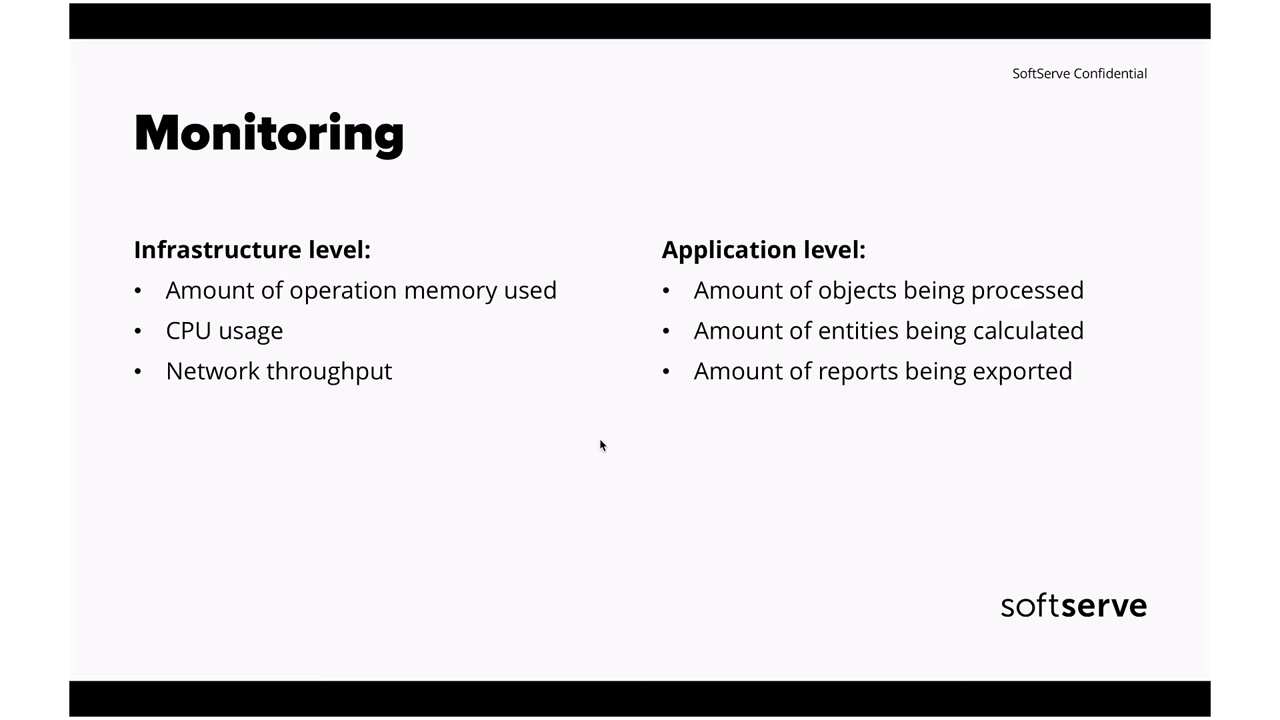 SoftServe Confidential
Monitoring
Infrastructure level:
• Amount of operation memory used
• CPU usage
• Network throughput
Application level:
• Amount of objects being processed
• Amount of entities being calculated
• Amount of reports being exported
softserve